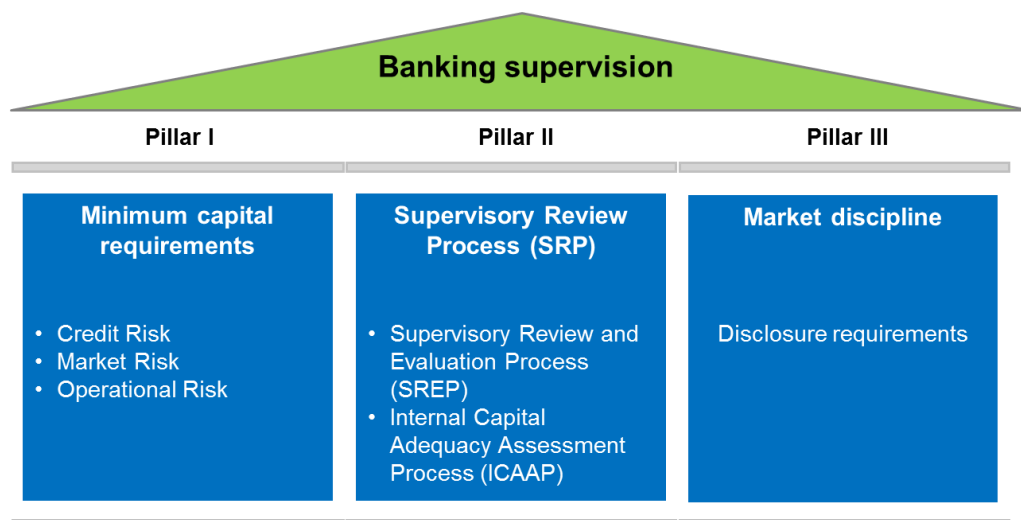 Banking supervision
Pillar I
Pillar II
Pillar III
Minimum capital
requirements
• Credit Risk
• Market Risk
• Operational Risk
Supervisory Review
Process (SRP)
• Supervisory Review and
Evaluation Process
(SREP)
• Internal Capital
Adequacy Assessment
Process (ICAAP)
Market discipline
Disclosure requirements